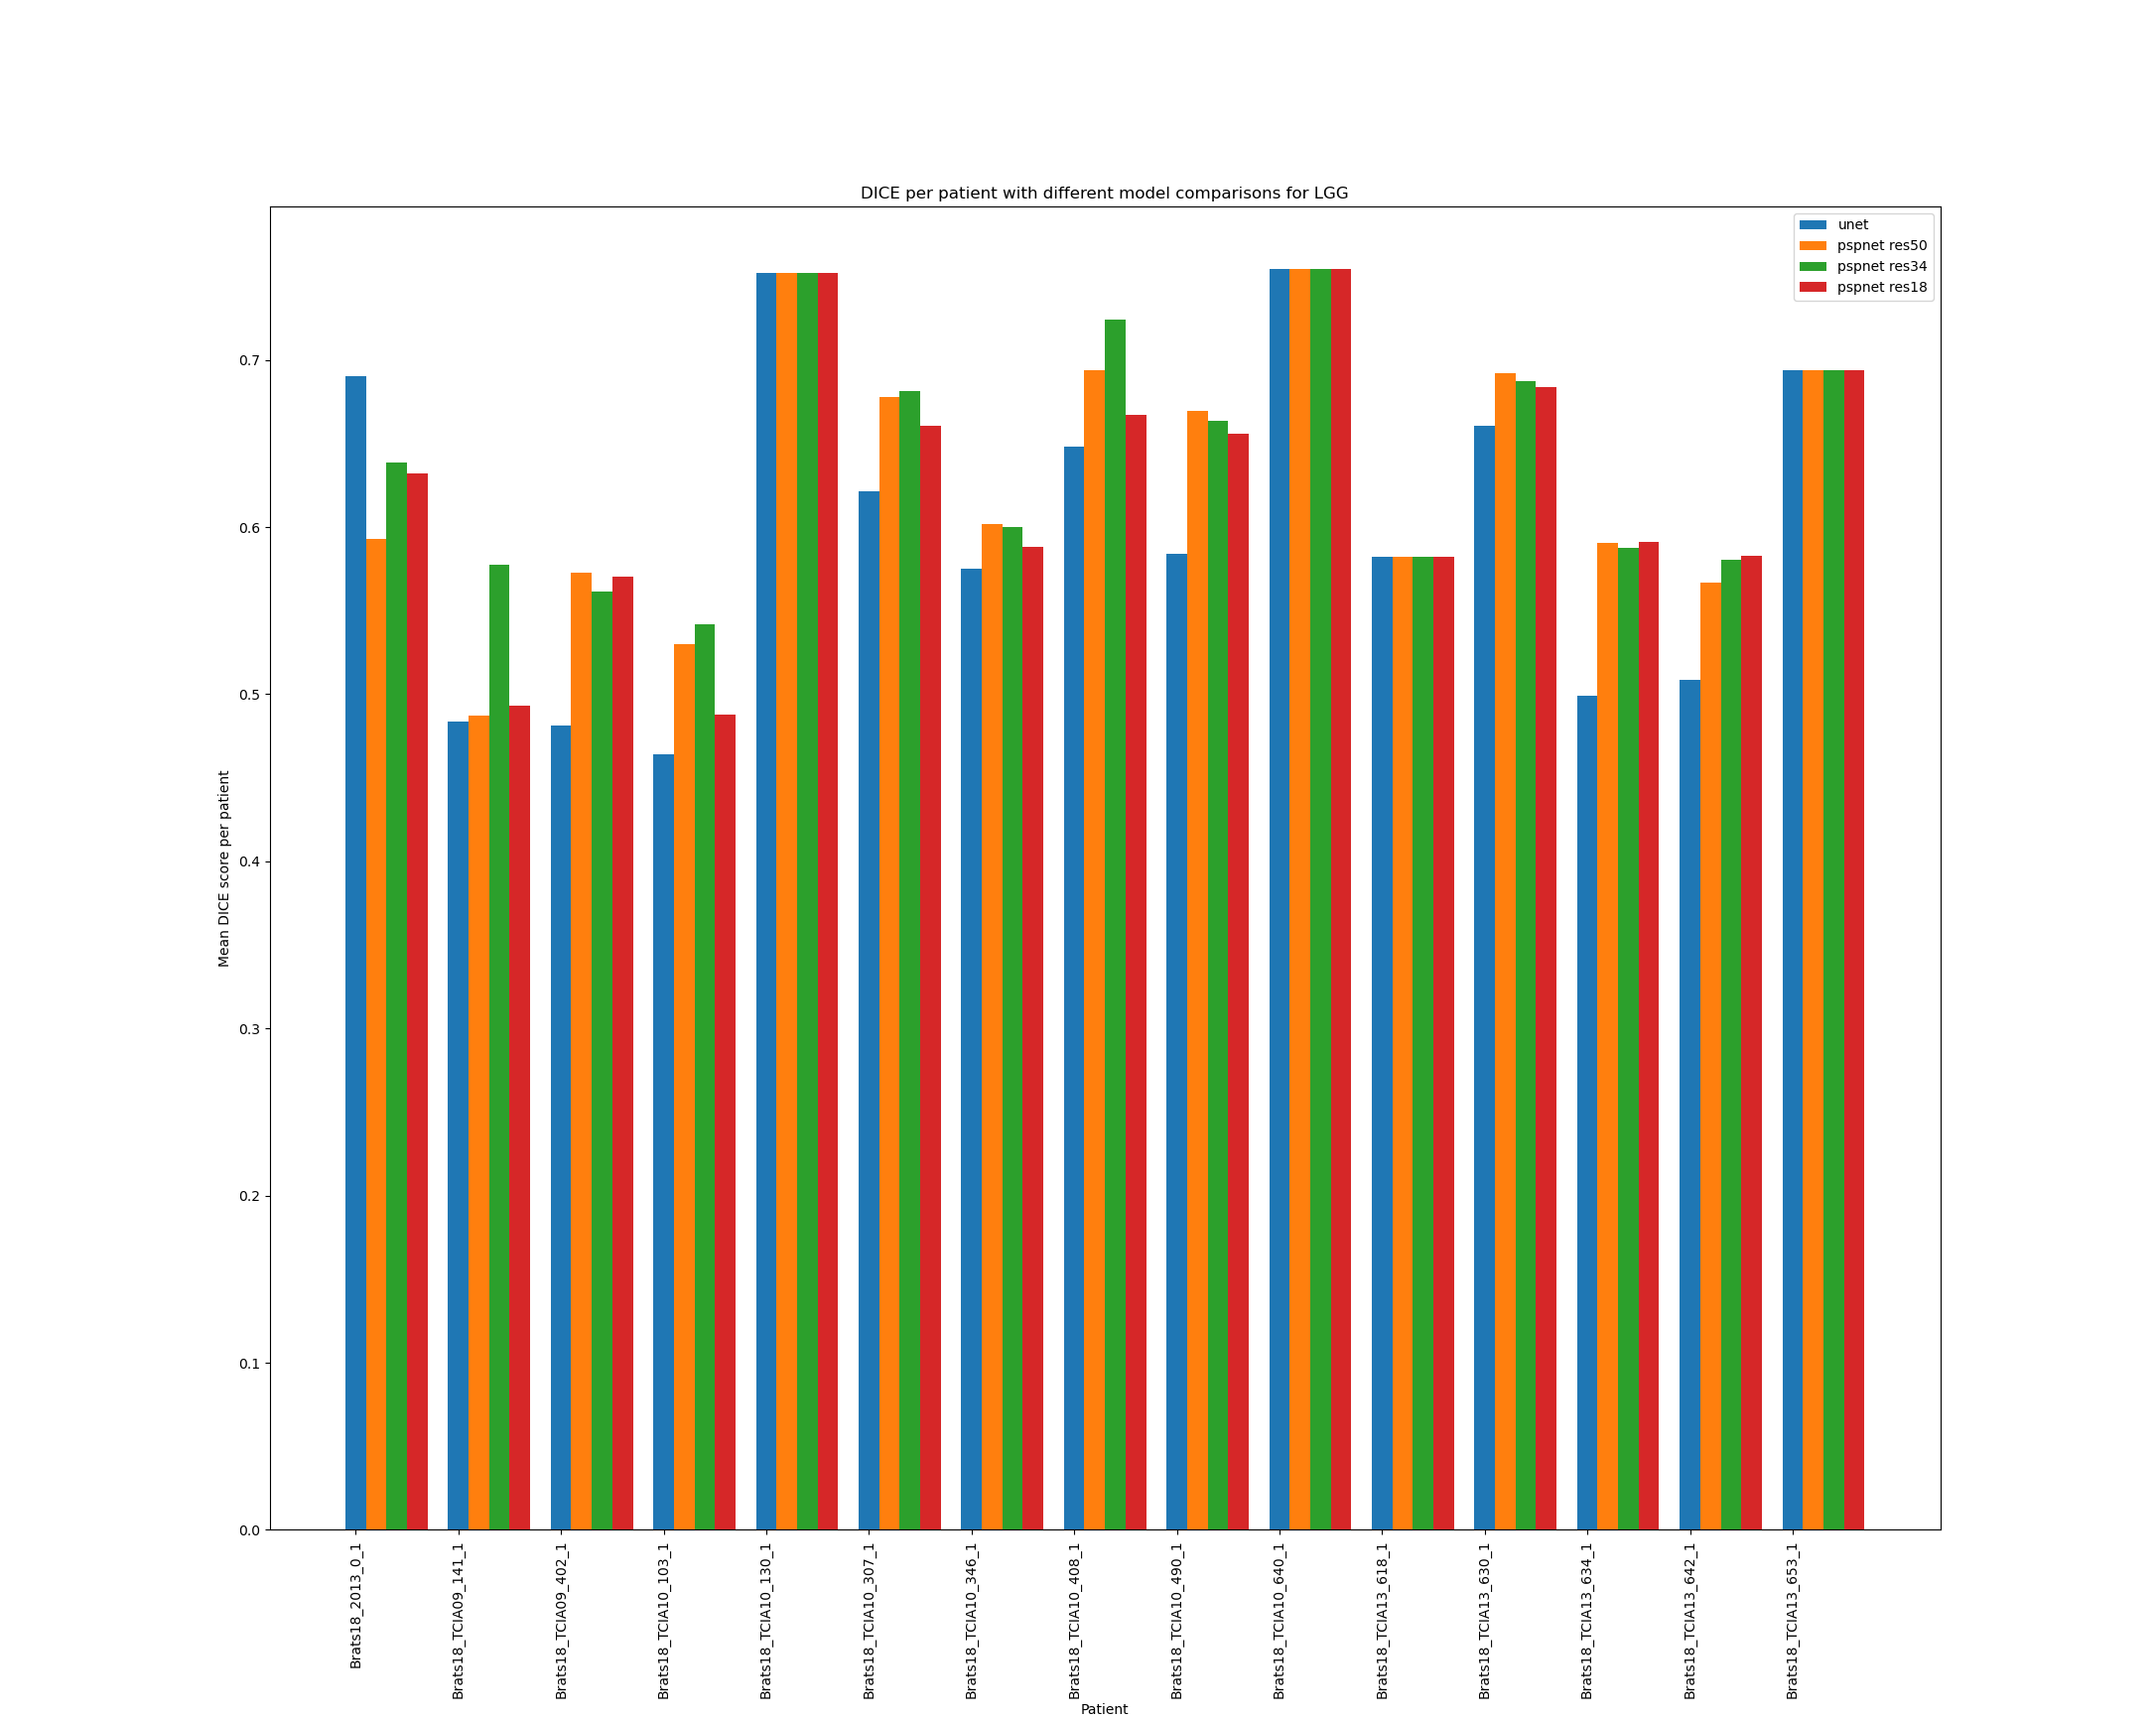 DICE per patient with different model comparisons for LGG
unet
pspnet res50
pspnet res34
pspnet res18
Mean DICE score per patient
0.7
0.6
0.5
0.4
0.3
0.2
0.1
0.0
Brats18_2013_0_1
Brats18_TCIA09_141_1
Brats18_TCIA09_402_1
Brats18_TCIA10_103_1
Brats18_TCIA10_130_1
Brats18_TCIA10_307_1
Brats18_TCIA10_346_1
Brats18_TCIA10_408_1
Brats18_TCIA10_490_1
Brats18_TCIA10_640_1
Brats18_TCIA13_618_1
Brats18_TCIA13_630_1
Brats18_TCIA13_634_1
Brats18_TCIA13_642_1
Brats18_TCIA13_653_1
Patient